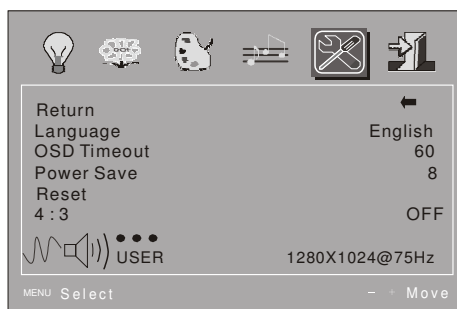 Return
Language English
OSD Timeout 60
Power Save 8
Reset
4 : 3 OFF
USER 1280X1024@75Hz
MENU Select - + Move